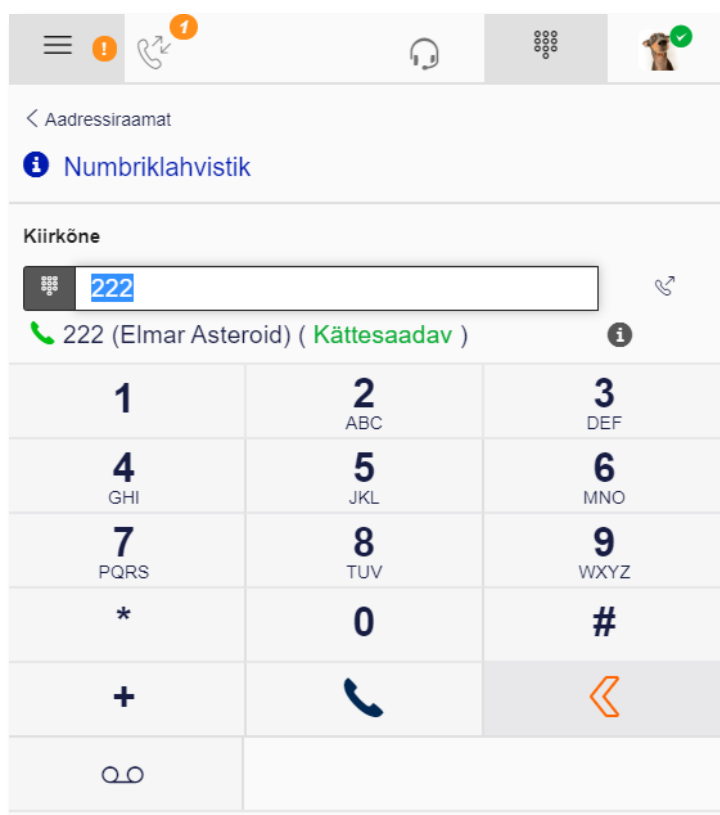 ! 1
Aadressiraamat
Numbriklahvistik
Kiirkõne
222
222 (Elmar Asteroid) ( Kättesaadav )
1 2 3
ABC DEF
4 5 6
GHI JKL MNO
7 8 9
PQRS TUV WXYZ
* 0 #
+